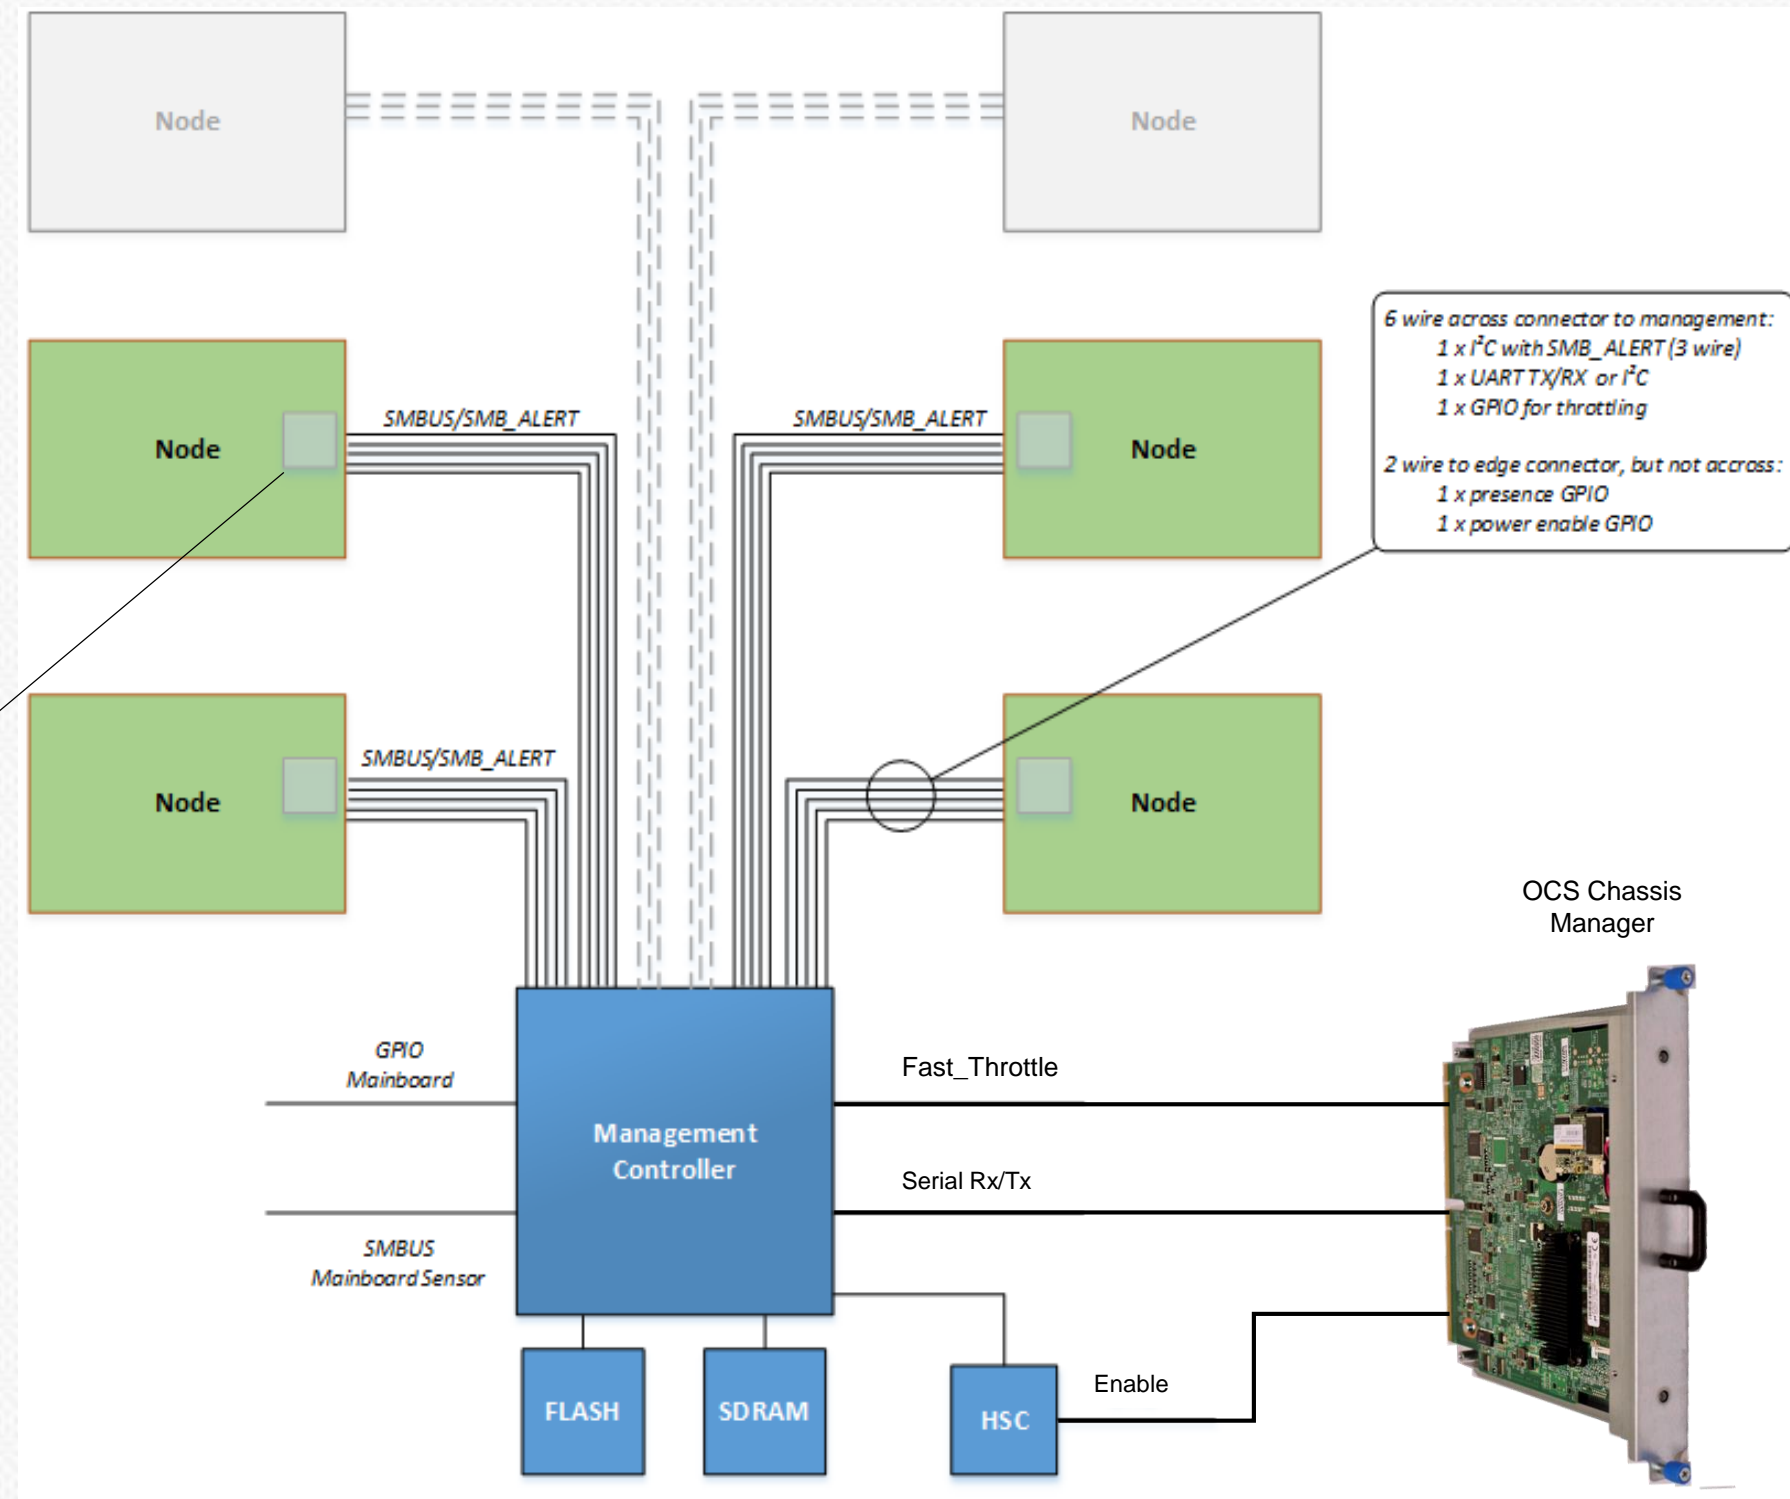 Node
Node
6 wire across connector to management:
1 x I²C with SMB_ALERT (3 wire)
1 x UART TX/RX or I²C
1 x GPIO for throttling
2 wire to edge connector, but not accross:
1 x presence GPIO
1 x power enable GPIO
SMBUS/SMB_ALERT
SMBUS/SMB_ALERT
Node
Node
SMBUS/SMB_ALERT
Node
Node
OCS Chassis
Manager
GPIO
Mainboard
Fast_Throttle
Management
Controller
Serial Rx/Tx
SMBUS
Mainboard Sensor
Enable
FLASH
SDRAM
HSC